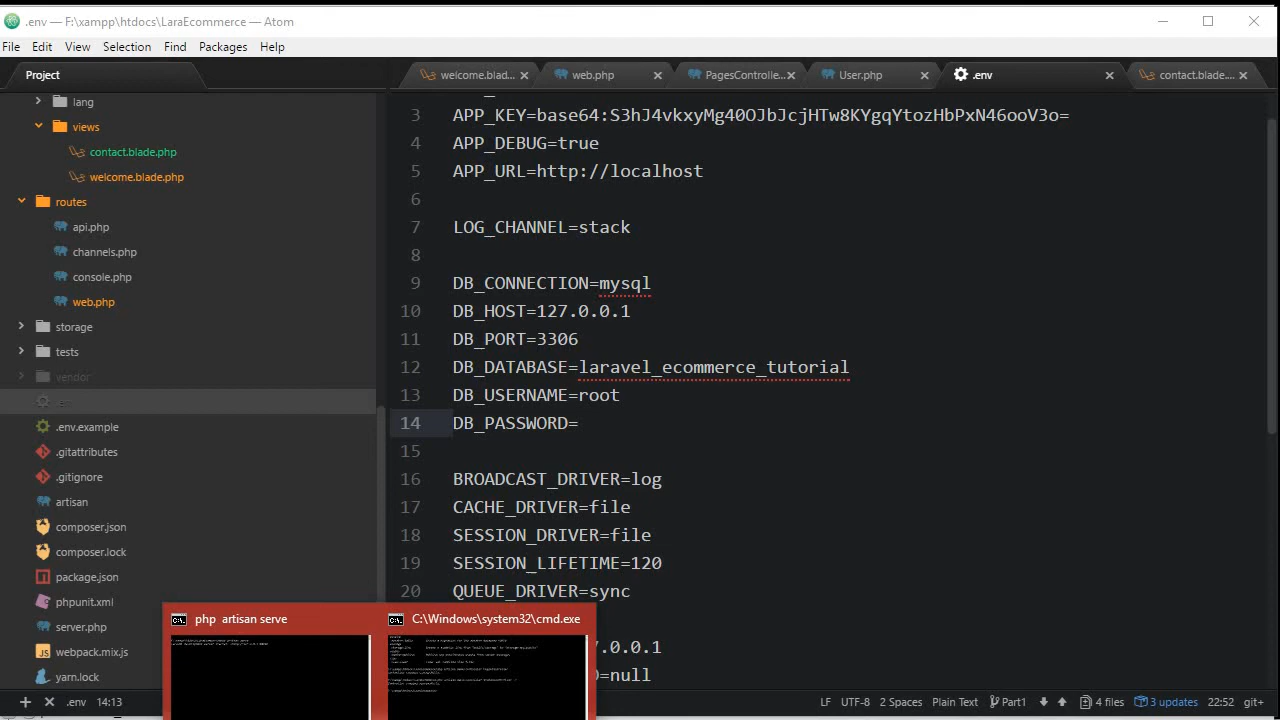 .env — F:\xampp\htdocs\LaraEcommerce — Atom
File Edit View Selection Find Packages Help
Project
welcome.blad... web.php PagesControlle... User.php .env contact.blade....
lang
views
contact.blade.php
welcome.blade.php
routes
api.php
channels.php
console.php
web.php
storage
tests
vendor
.env
.env.example
.gitattributes
.gitignore
artisan
composer.json
composer.lock
package.json
phpunit.xml
server.php
webpack.mix.js
yarn.lock
3 APP_KEY=base64:S3hJ4vkxyMg40OJbJcjHTw8KYgqYtozHbPxN46ooV3o=
4 APP_DEBUG=true
5 APP_URL=http://localhost
6
7 LOG_CHANNEL=stack
8
9 DB_CONNECTION=mysql
10 DB_HOST=127.0.0.1
11 DB_PORT=3306
12 DB_DATABASE=laravel_ecommerce_tutorial
13 DB_USERNAME=root
14 DB_PASSWORD=
15
16 BROADCAST_DRIVER=log
17 CACHE_DRIVER=file
18 SESSION_DRIVER=file
19 SESSION_LIFETIME=120
20 QUEUE_DRIVER=sync
7.0.0.1
=null
php artisan serve
C:\Windows\system32\cmd.exe
.env 14:13 LF UTF-8 2 Spaces Plain Text Part1 4 files 3 updates 22:52 git+